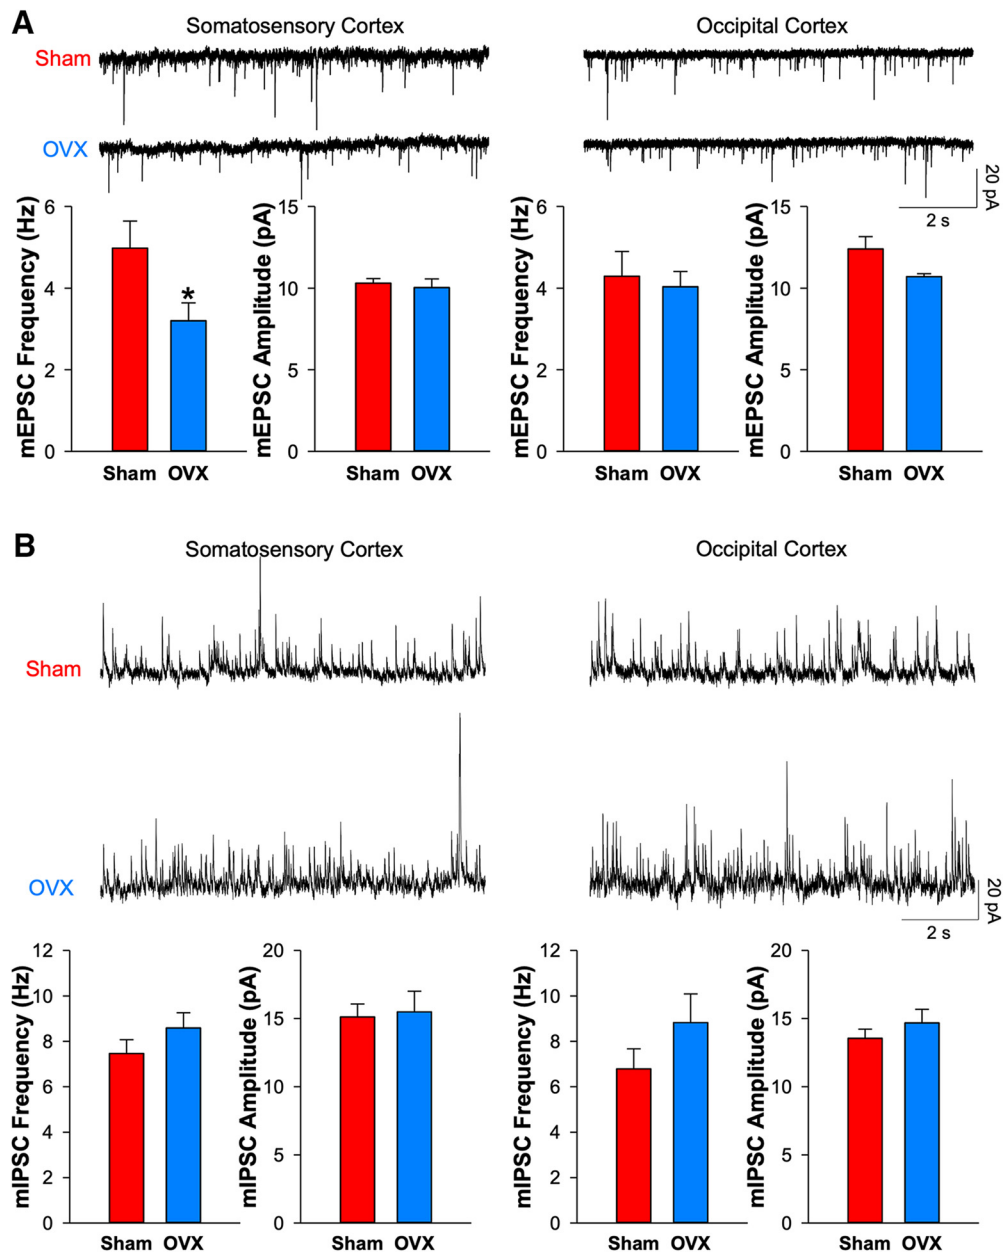 A
Somatosensory Cortex
Occipital Cortex
Sham
OVX
20 pA
2 s
mEPSC Frequency (Hz)
6
4
2
0
Sham OVX
*
mEPSC Amplitude (pA)
15
10
5
0
Sham OVX
mEPSC Frequency (Hz)
6
4
2
0
Sham OVX
mEPSC Amplitude (pA)
15
10
5
0
Sham OVX
B
Somatosensory Cortex
Occipital Cortex
Sham
OVX
20 pA
2 s
mIPSC Frequency (Hz)
12
10
8
6
4
2
0
Sham OVX
mIPSC Amplitude (pA)
20
15
10
5
0
Sham OVX
mIPSC Frequency (Hz)
12
10
8
6
4
2
0
Sham OVX
mIPSC Amplitude (pA)
20
15
10
5
0
Sham OVX